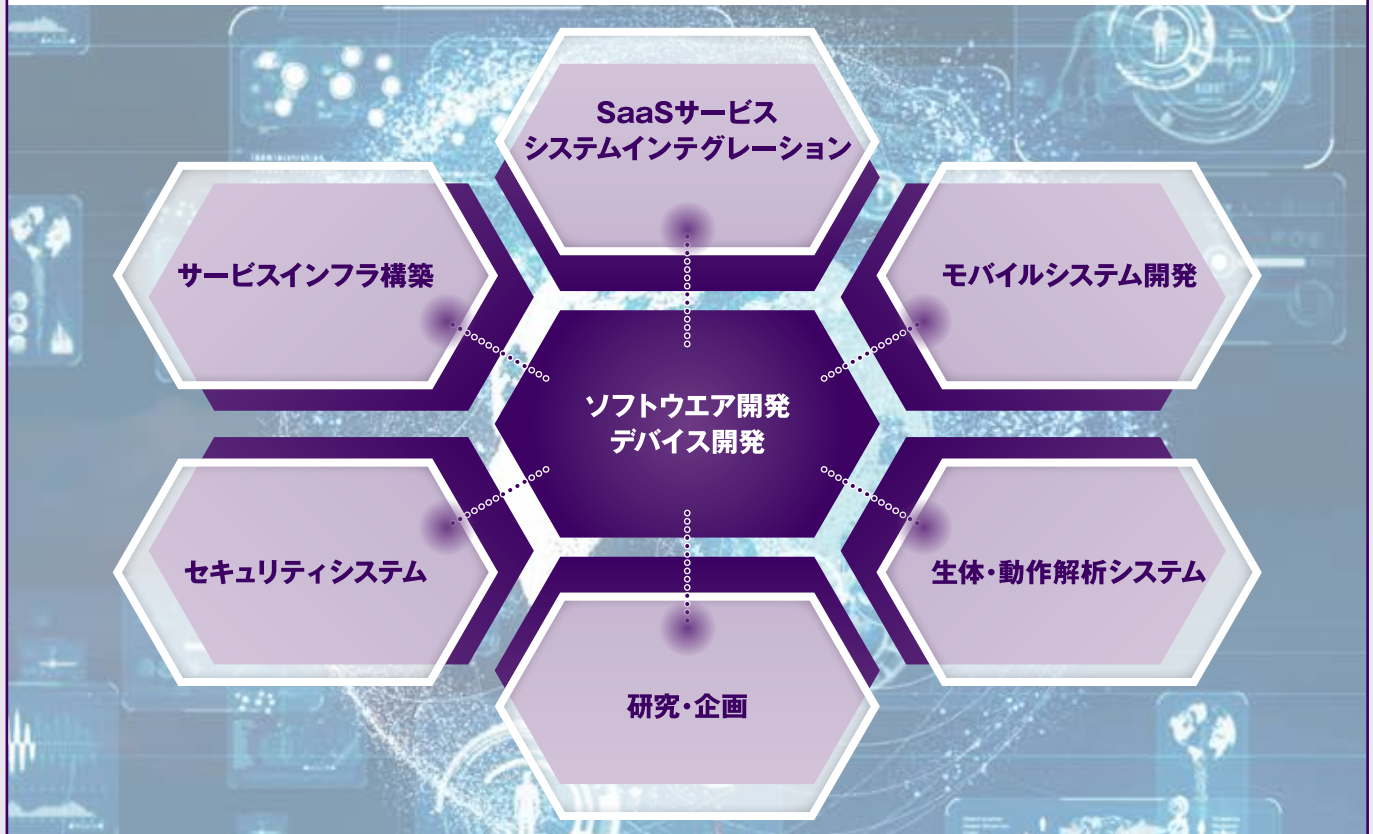 SaaSサービス
システムインテグレーション
サービスインフラ構築
モバイルシステム開発
ソフトウエア開発
デバイス開発
セキュリティシステム
生体・動作解析システム
研究・企画